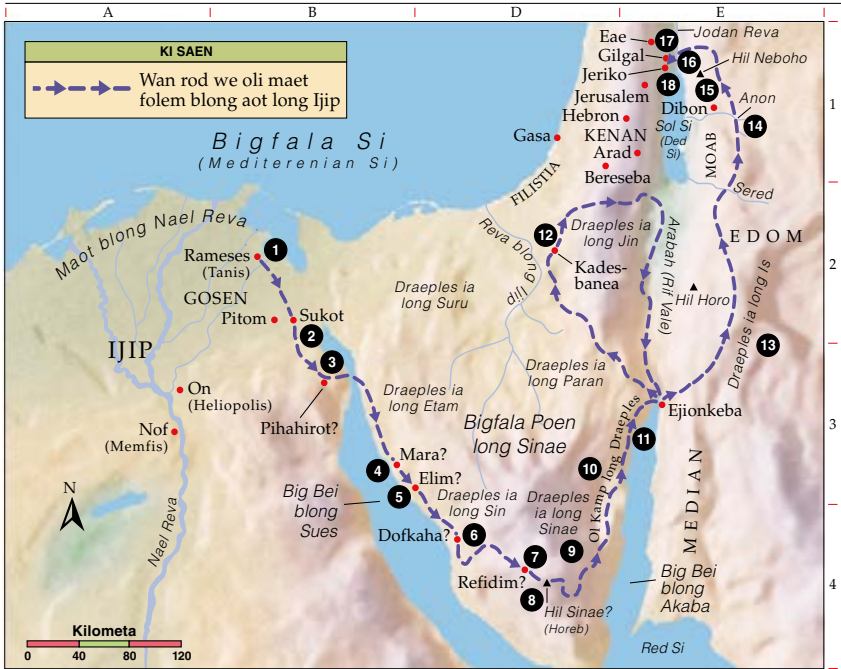 A B D E
KI SAEN
Wan rod we oli maet
folem blong aot long Ijip
Bigfala Si
(Mediterenian Si)
Jodan Reva
Eae
17
Gilgal
16
Hil Neboho
Jeriko
18
15
Jerusalem
Dibon
Anon
14
1
Hebron
Sol Si
(Ded
Si)
MOAB
Gasa
KENAN
Arad
Bereseba
FILISTIA
Sered
Maot blong Nael Reva
Rameses
(Tanis)
1
Reva blong
Ijip
12
Draeples ia
long Jin
Kades-
banea
Arabah (Rif Vale)
EDOM
2
Draeples ia
long Suru
GOSEN
Pitom
Sukot
2
Hil Horo
Draeples ia long Is
13
IJIP
3
On
(Heliopolis)
Pihahirot?
Draeples ia
long Etam
Draeples ia
long Paran
Nof
(Memfis)
Bigfala Poen
long Sinae
Ejionkeba
3
11
Ol Kamp long Draeples
10
Mara?
4
Elim?
5
Big Bei
blong
Sues
Draeples ia
long Sin
Draeples
ia long
Sinae
MEDIAN
N
Nael Reva
Dofkaha?
6
7
9
Refidim?
8
Hil Sinae?
(Horeb)
Big Bei
blong
Akaba
4
Red Si
Kilometa
0 40 80 120